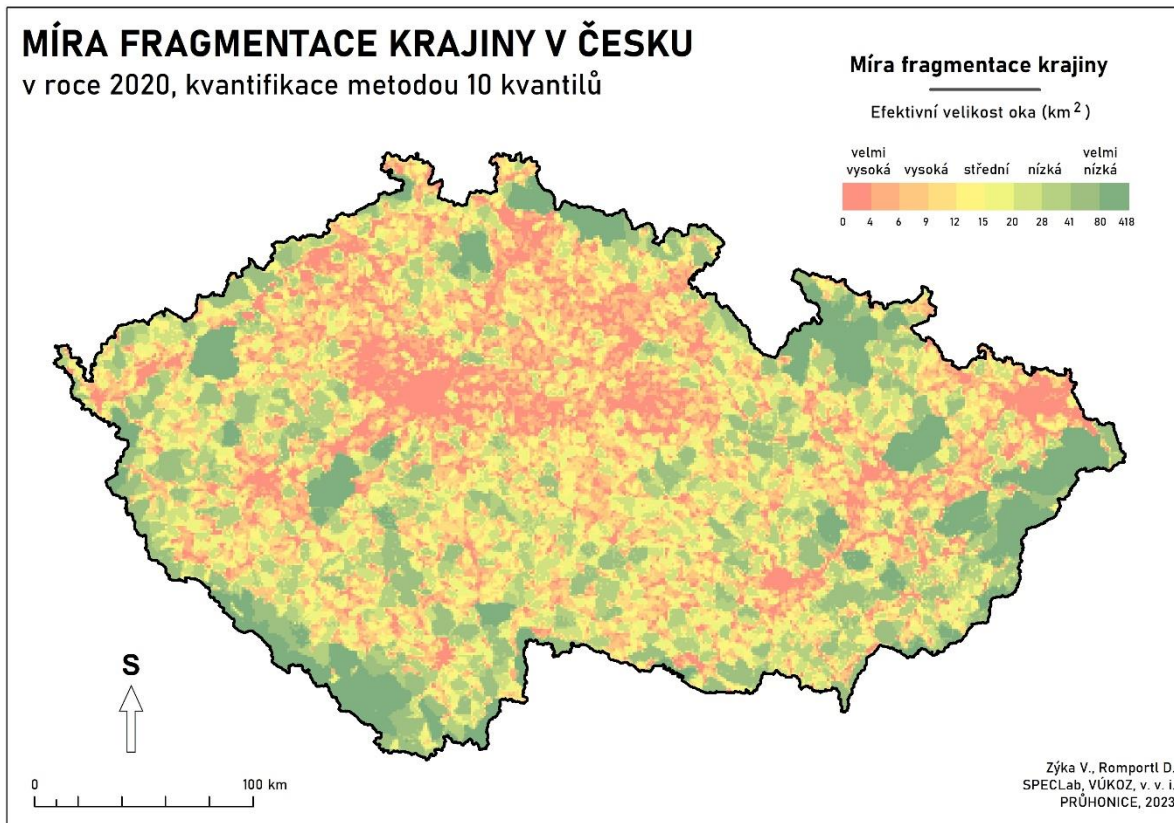 MÍRA FRAGMENTACE KRAJINY V ČESKU
v roce 2020, kvantifikace metodou 10 kvantilů
Míra fragmentace krajiny
Efektivní velikost oka (km²)
velmi vysoká vysoká střední nízká velmi nízká
0 4 6 9 12 15 20 28 41 80 418
S
0 100 km
Zýka V., Romportl D.
SPECLab, VÚKOZ, v. v. i.
PRŮHONICE, 2023